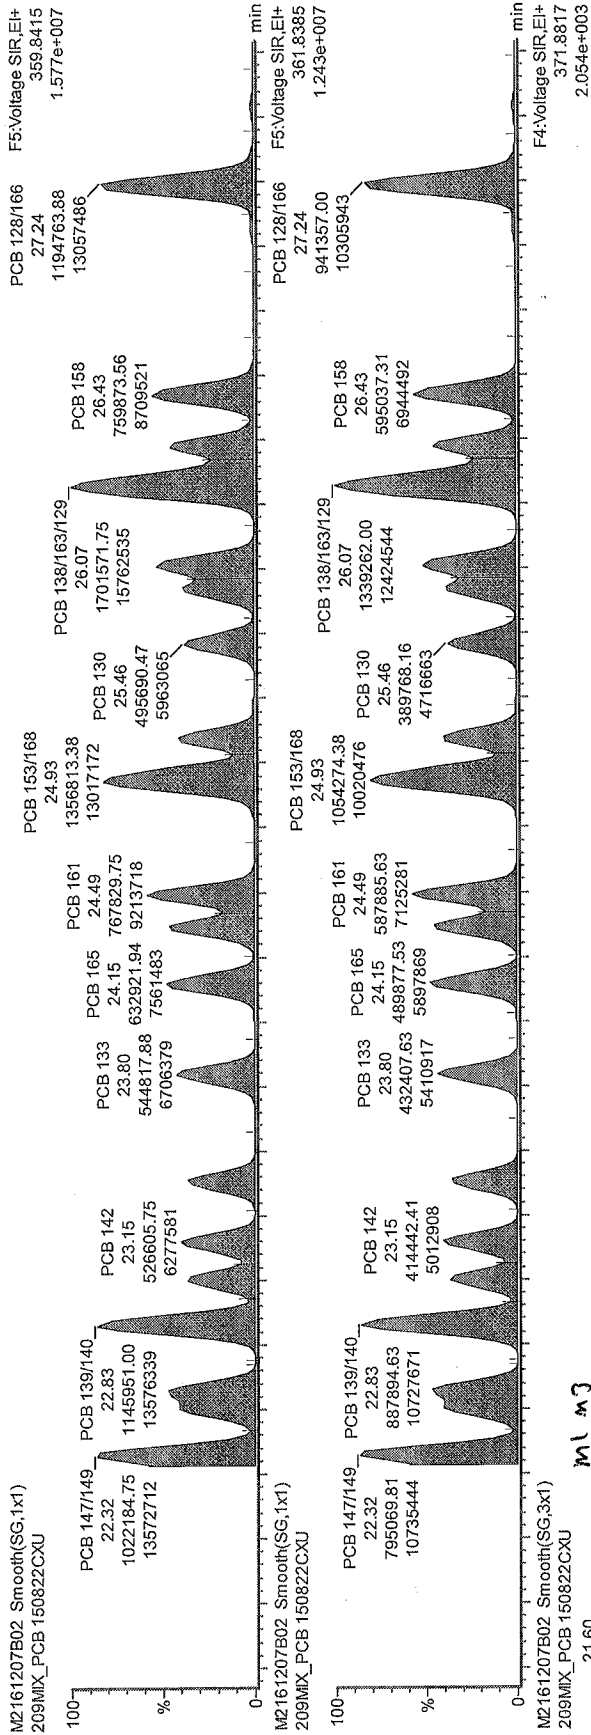 M2161207B02 Smooth(SG,1x1)
209MIX_PCB 150822CXU
F5:Voltage SIR,EI+
359.8415
1.577e+007
100
%
0
PCB 147/149
22.32
1022184.75
13572712
PCB 139/140
22.83
1145951.00
13576339
PCB 142
23.15
526605.75
6277581
PCB 133
23.80
544817.88
6706379
PCB 165
24.15
632921.94
7561483
PCB 161
24.49
767829.75
9213718
PCB 153/168
24.93
1356813.38
13017172
PCB 130
25.46
495690.47
5963065
PCB 138/163/129
26.07
1701571.75
15762535
PCB 158
26.43
759873.56
8709521
PCB 128/166
27.24
1194763.88
13057486
min
M2161207B02 Smooth(SG,1x1)
209MIX_PCB 150822CXU
F5:Voltage SIR,EI+
361.8385
1.243e+007
100
%
0
PCB 147/149
22.32
795069.81
10735444
PCB 139/140
22.83
887894.63
10727671
PCB 142
23.15
414442.41
5012908
PCB 133
23.80
432407.63
5410917
PCB 165
24.15
489877.53
5897869
PCB 161
24.49
587885.63
7125281
PCB 153/168
24.93
1054274.38
10020476
PCB 130
25.46
389768.16
4716663
PCB 138/163/129
26.07
1339262.00
12424544
PCB 158
26.43
595037.31
6944492
PCB 128/166
27.24
941357.00
10305943
min
M2161207B02 Smooth(SG,3x1)
209MIX_PCB 150822CXU
21.60
F4:Voltage SIR,EI+
371.8817
2.054e+003